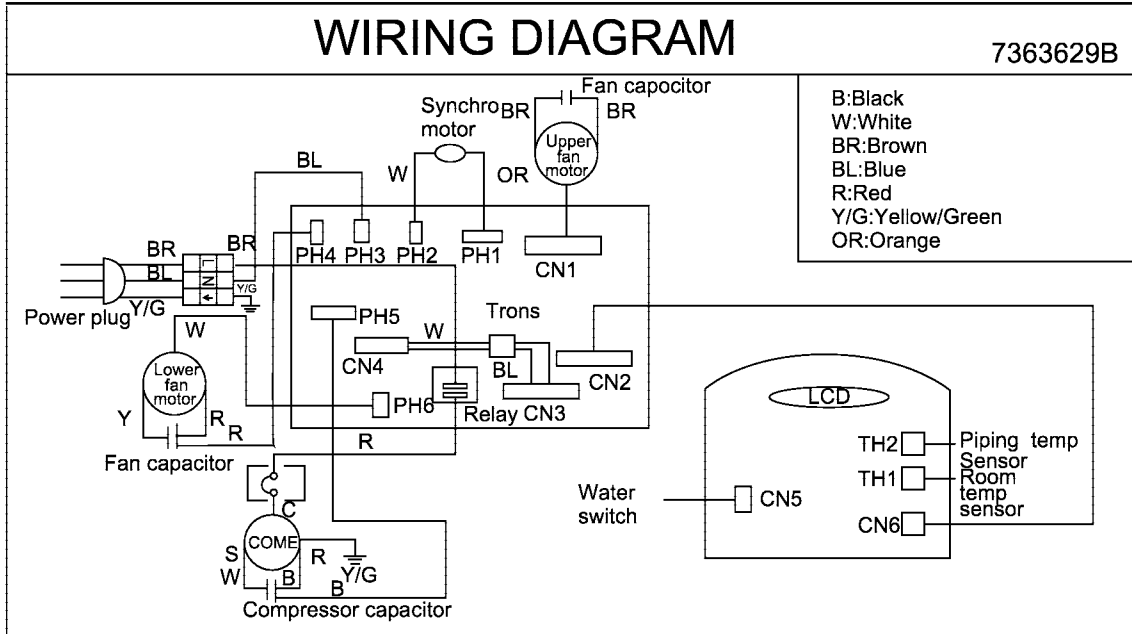 WIRING DIAGRAM
7363629B
B:Black
W:White
BR:Brown
BL:Blue
R:Red
Y/G:Yellow/Green
OR:Orange
Fan capocitor
BR
BR
Synchro
motor
Upper
fan
motor
OR
W
BL
PH4
PH3
PH2
PH1
CN1
BR
BR
L
BL
N
Y/G
Y/G
Power plug
W
PH5
W
Trons
CN4
BL
CN2
Relay
CN3
PH6
Lower
fan
motor
Y
R
R
Fan capacitor
R
C
COME
S
R
W
B
Y/G
B
Compressor capacitor
LCD
TH2
Piping temp
Sensor
TH1
Room
temp
sensor
CN6
Water
switch
CN5